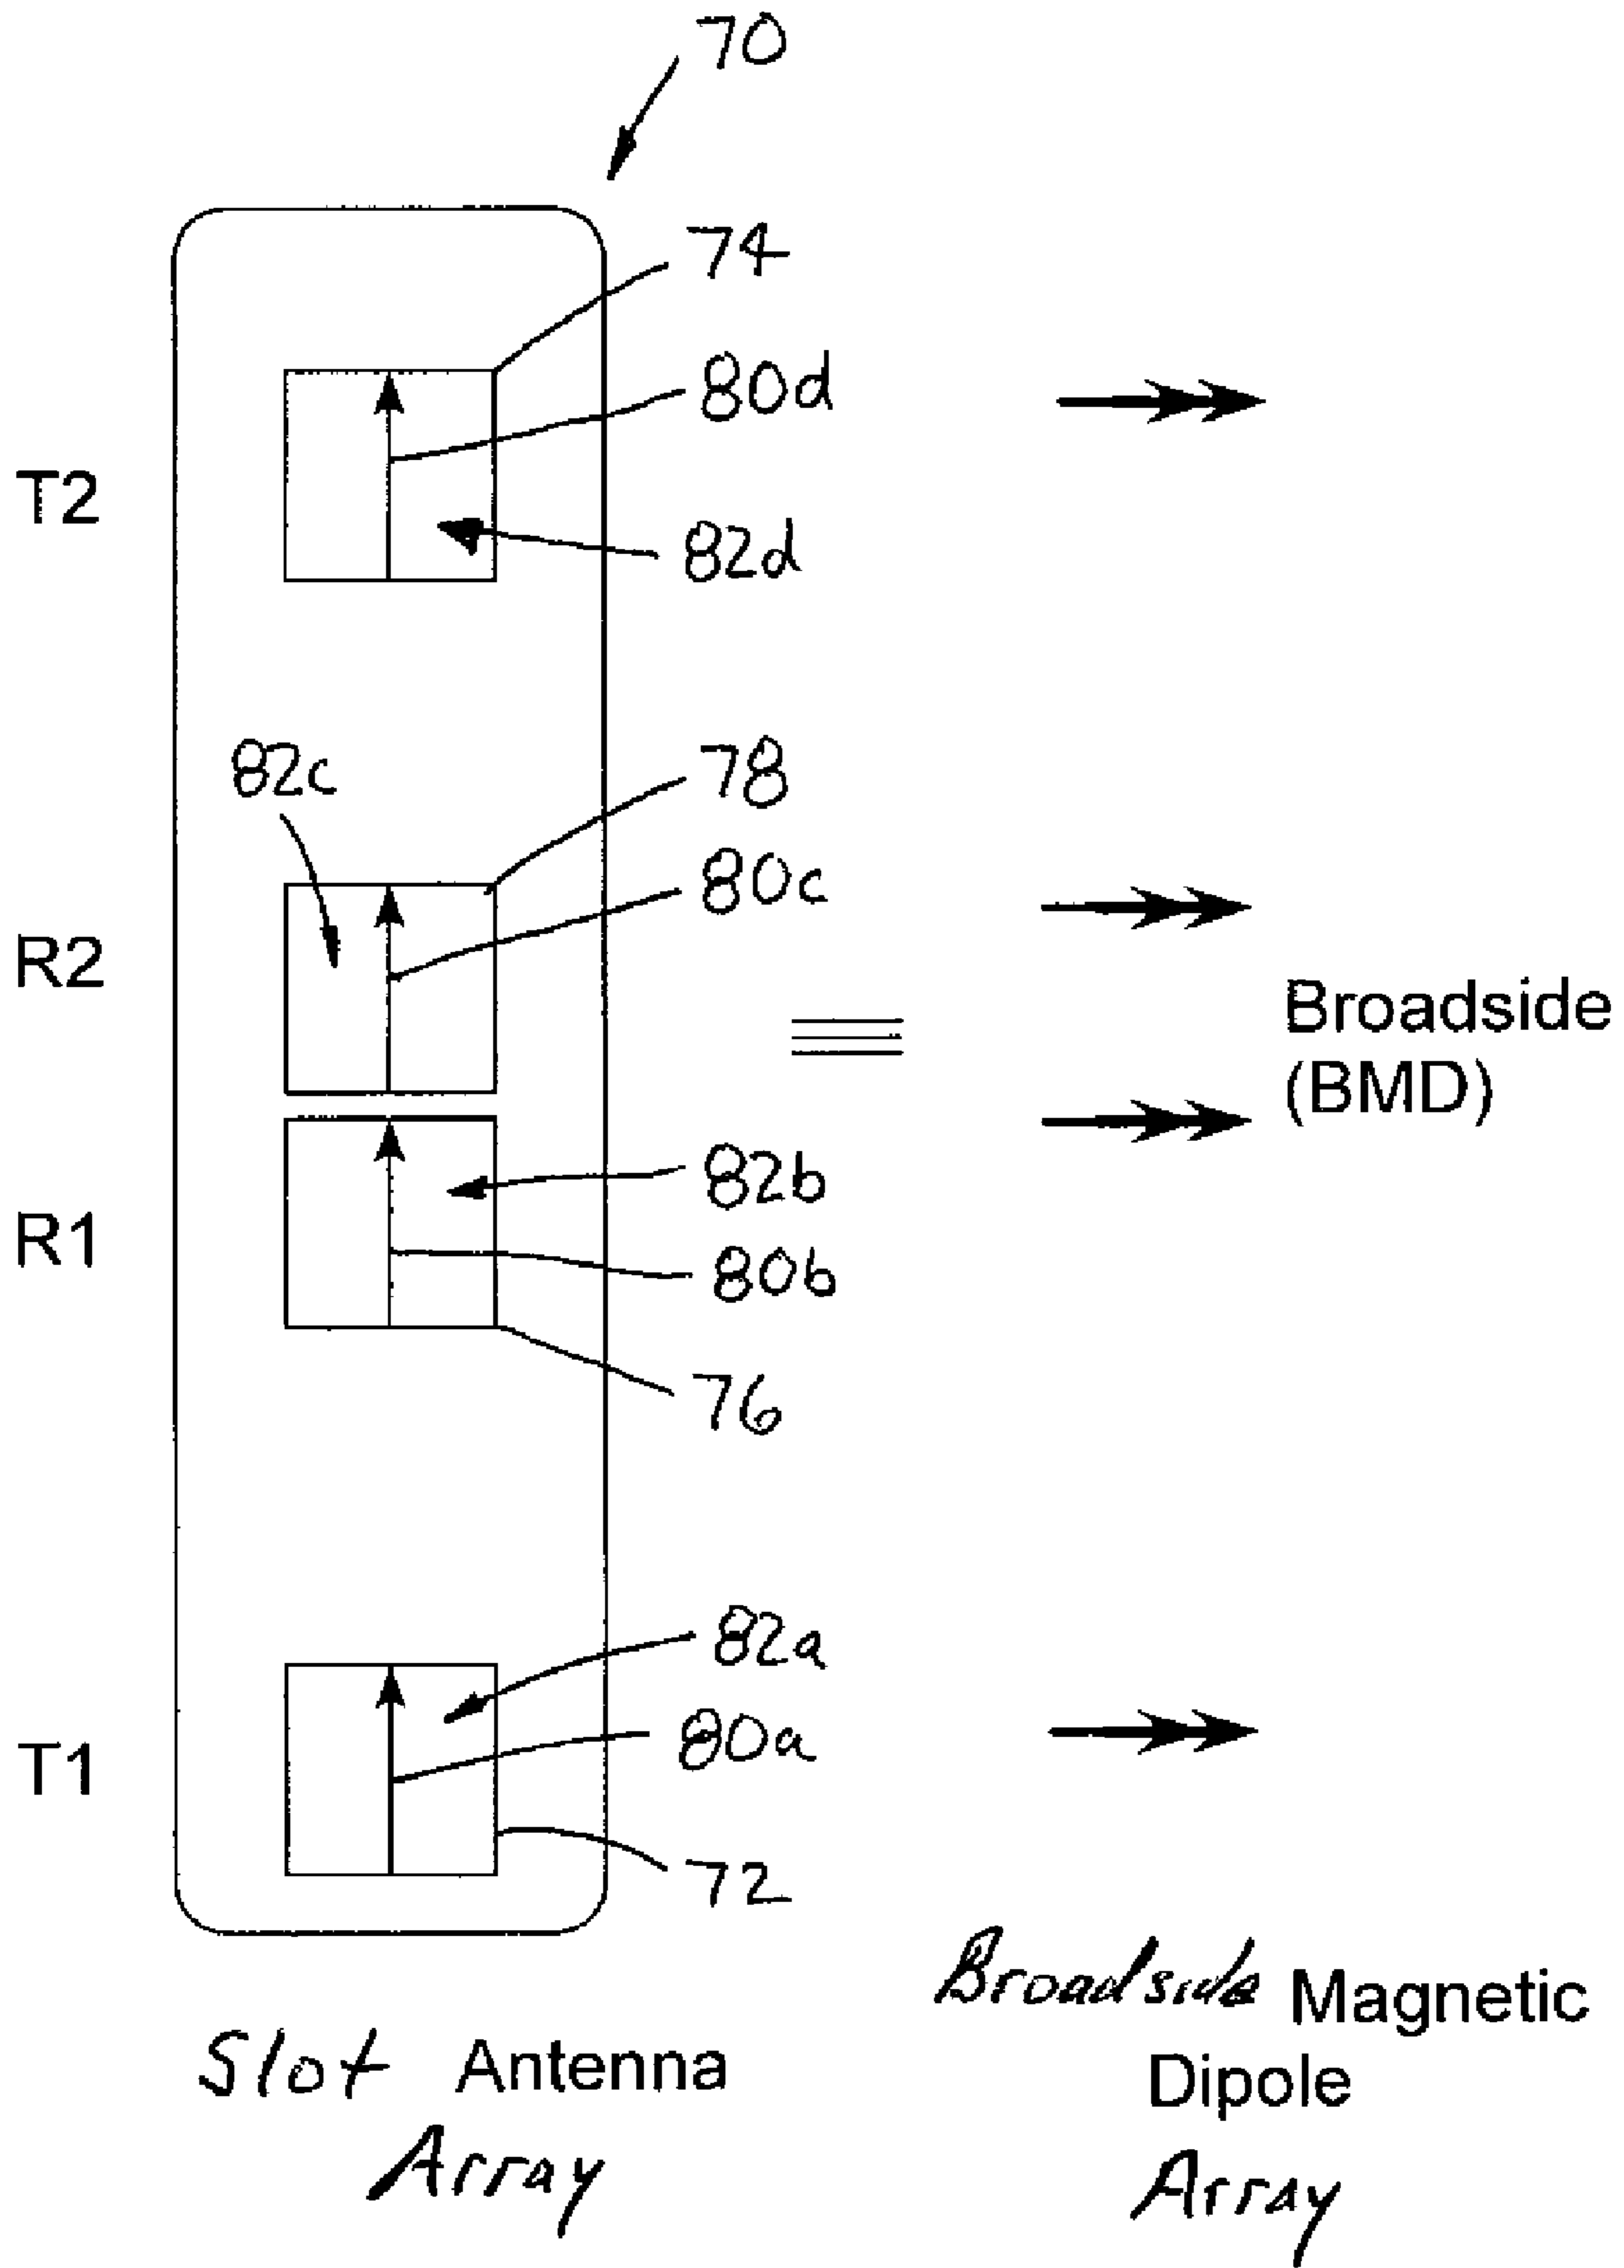 70
74
80d
T2
82d
82c
78
80c
R2
Broadside
(BMD)
82b
R1
80b
76
82a
80a
T1
72
Slot Antenna
Array
Broadside Magnetic
Dipole
Array